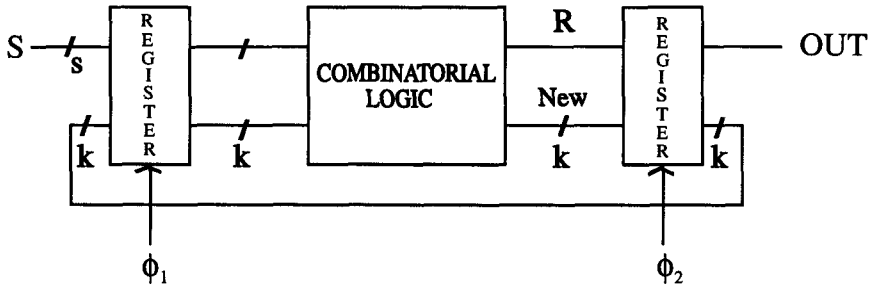 S
s
REGISTER
COMBINATORIAL
LOGIC
R
New
REGISTER
OUT
k
k
k
k
ϕ1
ϕ2